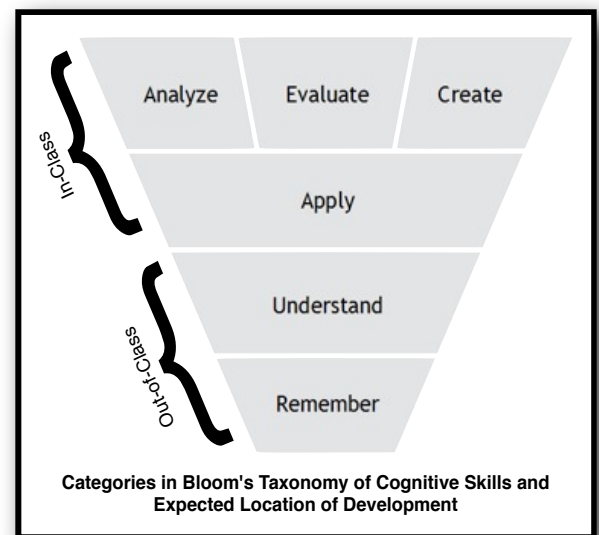 Analyze Evaluate Create
In-Class
Apply
Understand
Out-of-Class
Remember
Categories in Bloom's Taxonomy of Cognitive Skills and
Expected Location of Development